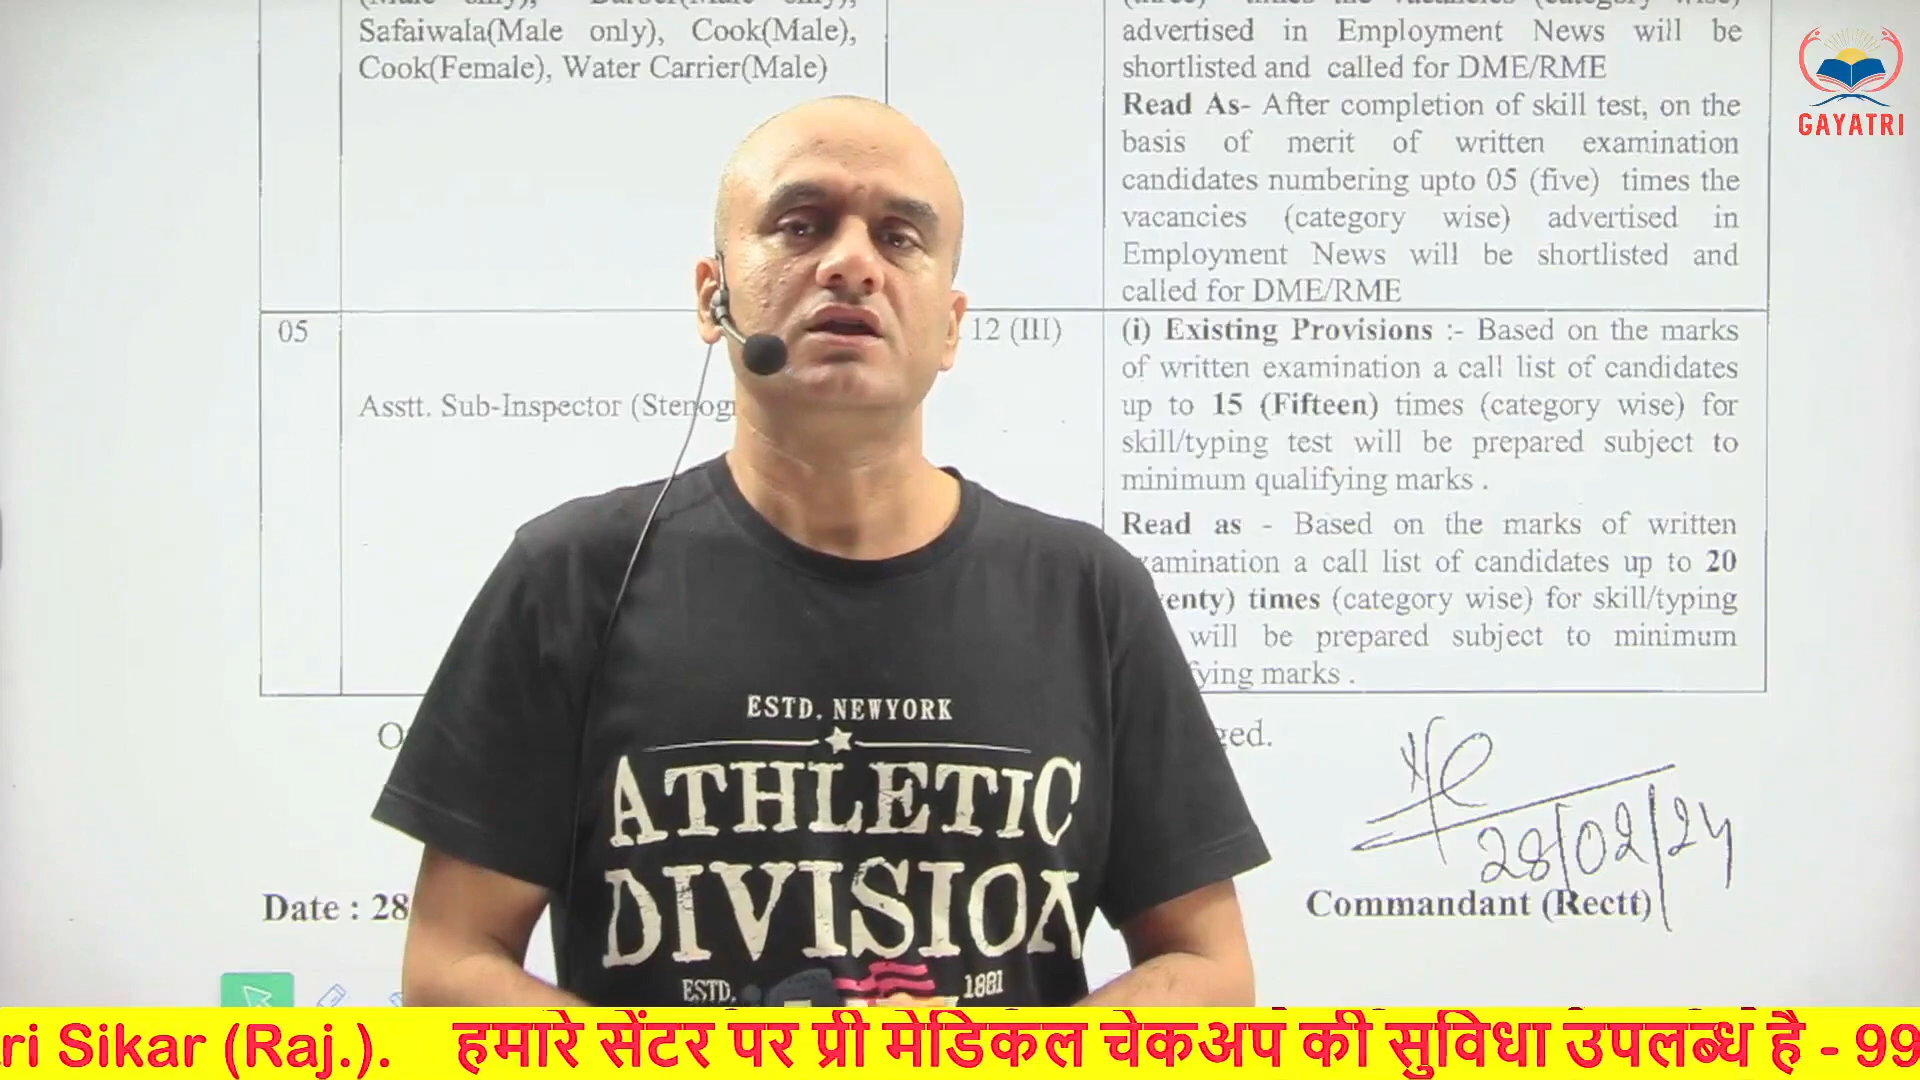 Safaiwala(Male only), Cook(Male),
Cook(Female), Water Carrier(Male)
advertised in Employment News will be
shortlisted and called for DME/RME
Read As- After completion of skill test, on the
basis of merit of written examination
candidates numbering upto 05 (five) times the
vacancies (category wise) advertised in
Employment News will be shortlisted and
called for DME/RME
GAYATRI
05
Asstt. Sub-Inspector
12 (III)
(i) Existing Provisions :- Based on the marks
of written examination a call list of candidates
up to 15 (Fifteen) times (category wise) for
skill/typing test will be prepared subject to
minimum qualifying marks .
Read as - Based on the marks of written
a call list of candidates up to 20
times (category wise) for skill/typing
will be prepared subject to minimum
marks .
28/02/24
Date : 28
Commandant (Rectt)
ESTD. NEWYORK
ATHLETIC
DIVISION
ESTD. 1881
Sikar (Raj.). हमारे सेंटर पर प्री मेडिकल चेकअप की सुविधा उपलब्ध है - 99